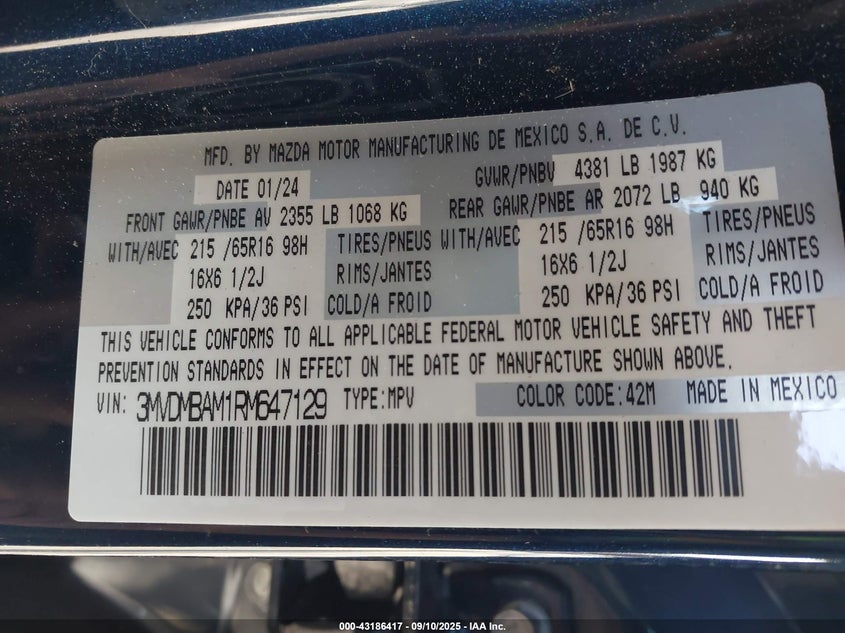 MFD. BY MAZDA MOTOR MANUFACTURING DE MEXICO S.A. DE C.V.
DATE 01/24 GVWR/PNBV 4381 LB 1987 KG
FRONT GAWR/PNBE AV 2355 LB 1068 KG REAR GAWR/PNBE AR 2072 LB 940 KG
WITH/AVEC 215 /65R16 98H TIRES/PNEUS WITH/AVEC 215 /65R16 98H TIRES/PNEUS
16X6 1/2J RIMS/JANTES 16X6 1/2J RIMS/JANTES
250 KPA/36 PSI COLD/A FROID 250 KPA/36 PSI COLD/A FROID
THIS VEHICLE CONFORMS TO ALL APPLICABLE FEDERAL MOTOR VEHICLE SAFETY AND THEFT
PREVENTION STANDARDS IN EFFECT ON THE DATE OF MANUFACTURE SHOWN ABOVE.
VIN: 3MVDMBAM1RM647129 TYPE:MPV COLOR CODE:42M MADE IN MEXICO
000-43186417 - 09/10/2025 - IAA Inc.